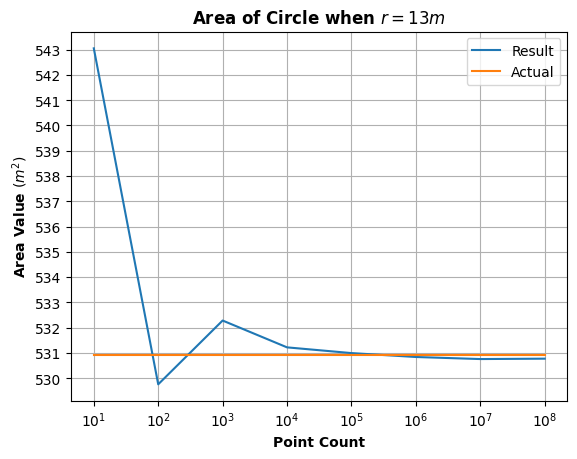 Area of Circle when r = 13m
Result
Actual
543
542
541
540
539
538
537
536
535
534
533
532
531
530
Area Value (m²)
10¹ 10² 10³ 10⁴ 10⁵ 10⁶ 10⁷ 10⁸
Point Count